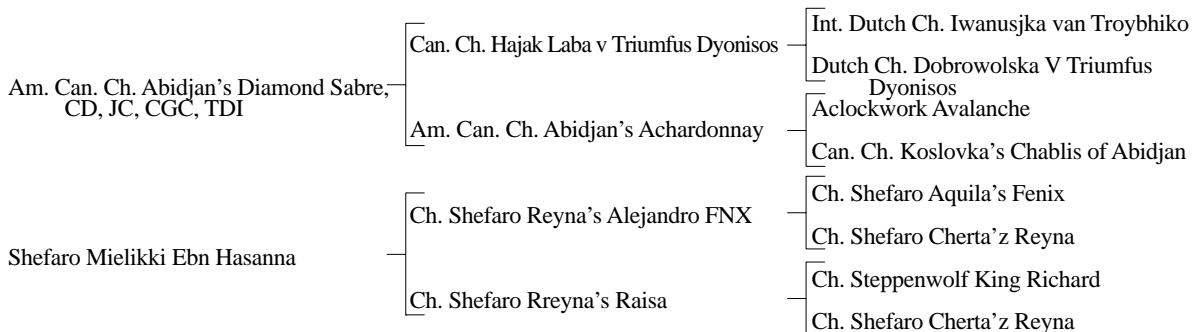 Am. Can. Ch. Abidjan’s Diamond Sabre,
CD, JC, CGC, TDI
Shefaro Mielikki Ebn Hasanna
Can. Ch. Hajak Laba v Triumfus Dyonisos
Am. Can. Ch. Abidjan’s Achardonnay
Ch. Shefaro Reyna’s Alejandro FNX
Ch. Shefaro Rreyna’s Raisa
Int. Dutch Ch. Iwanusjka van Troybhiko
Dutch Ch. Dobrowolska V Triumfus
Dyonisos
Aclockwork Avalanche
Can. Ch. Koslovka’s Chablis of Abidjan
Ch. Shefaro Aquila’s Fenix
Ch. Shefaro Cherta’z Reyna
Ch. Steppenwolf King Richard
Ch. Shefaro Cherta’z Reyna